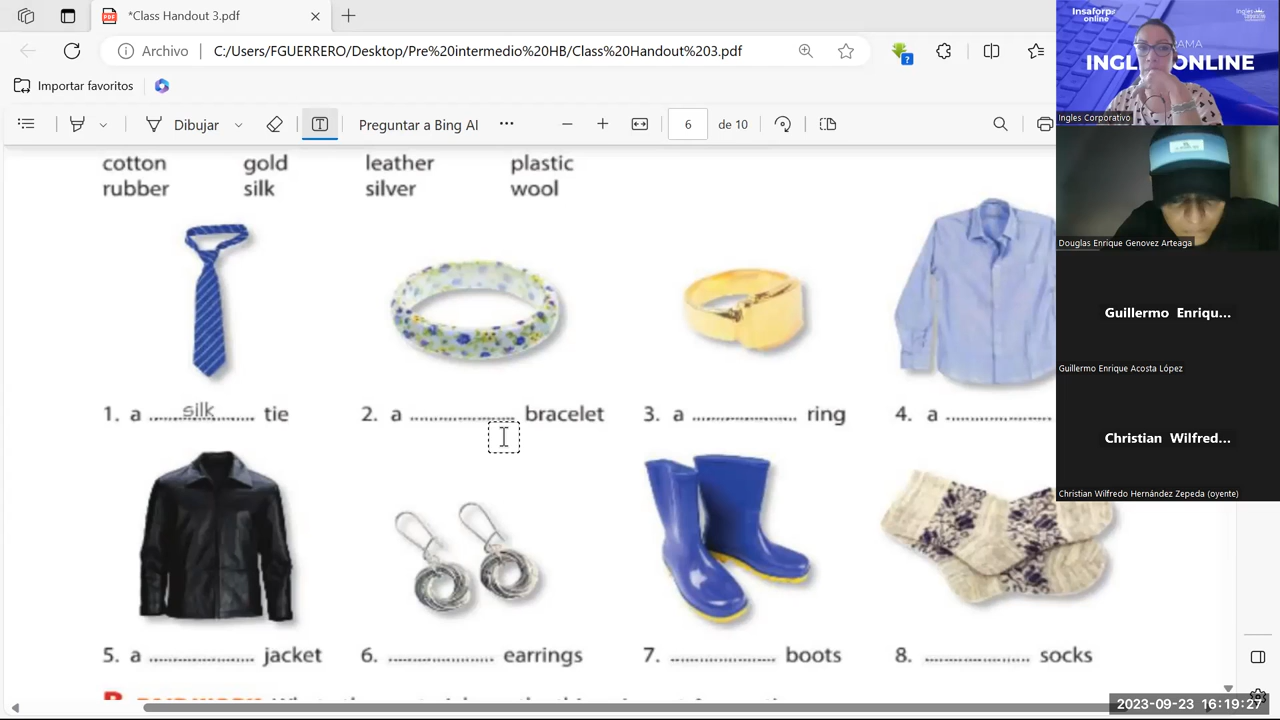 *Class Handout 3.pdf
Archivo
C:/Users/FGUERRERO/Desktop/Pre%20intermedio%20HB/Class%20Handout%203.pdf
Importar favoritos
Dibujar
Preguntar a Bing AI
6
de 10
cotton gold leather plastic
rubber silk silver wool
1. a silk tie
2. a bracelet
3. a ring
4. a
5. a jacket
6. earrings
7. boots
8. socks
Insaforp
online
INGL ONLINE
Ingles Corporativo
Douglas Enrique Genovez Arteaga
Guillermo Enriqu...
Guillermo Enrique Acosta López
Christian Wilfred...
Christian Wilfredo Hernández Zepeda (oyente)
2023-09-23 16:19:27